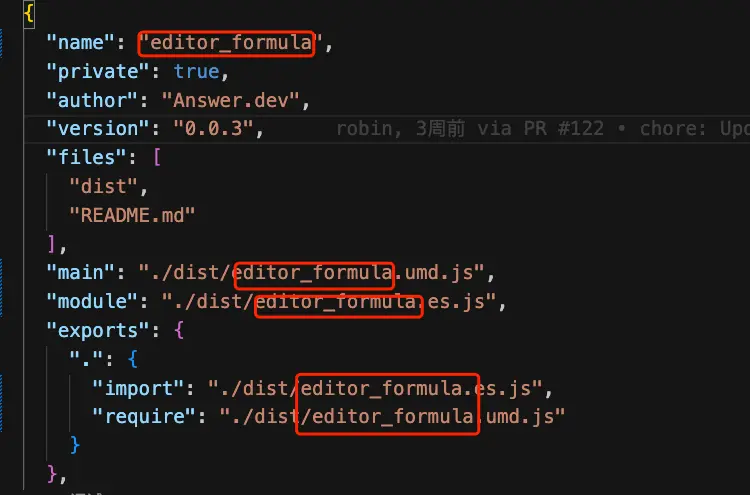 {
"name": "editor_formula",
"private": true,
"author": "Answer.dev",
"version": "0.0.3", robin, 3周前 via PR #122 • chore: Upd
"files": [
"dist",
"README.md"
],
"main": "./dist/editor_formula.umd.js",
"module": "./dist/editor_formula.es.js",
"exports": {
".": {
"import": "./dist/editor_formula.es.js",
"require": "./dist/editor_formula.umd.js"
}
},